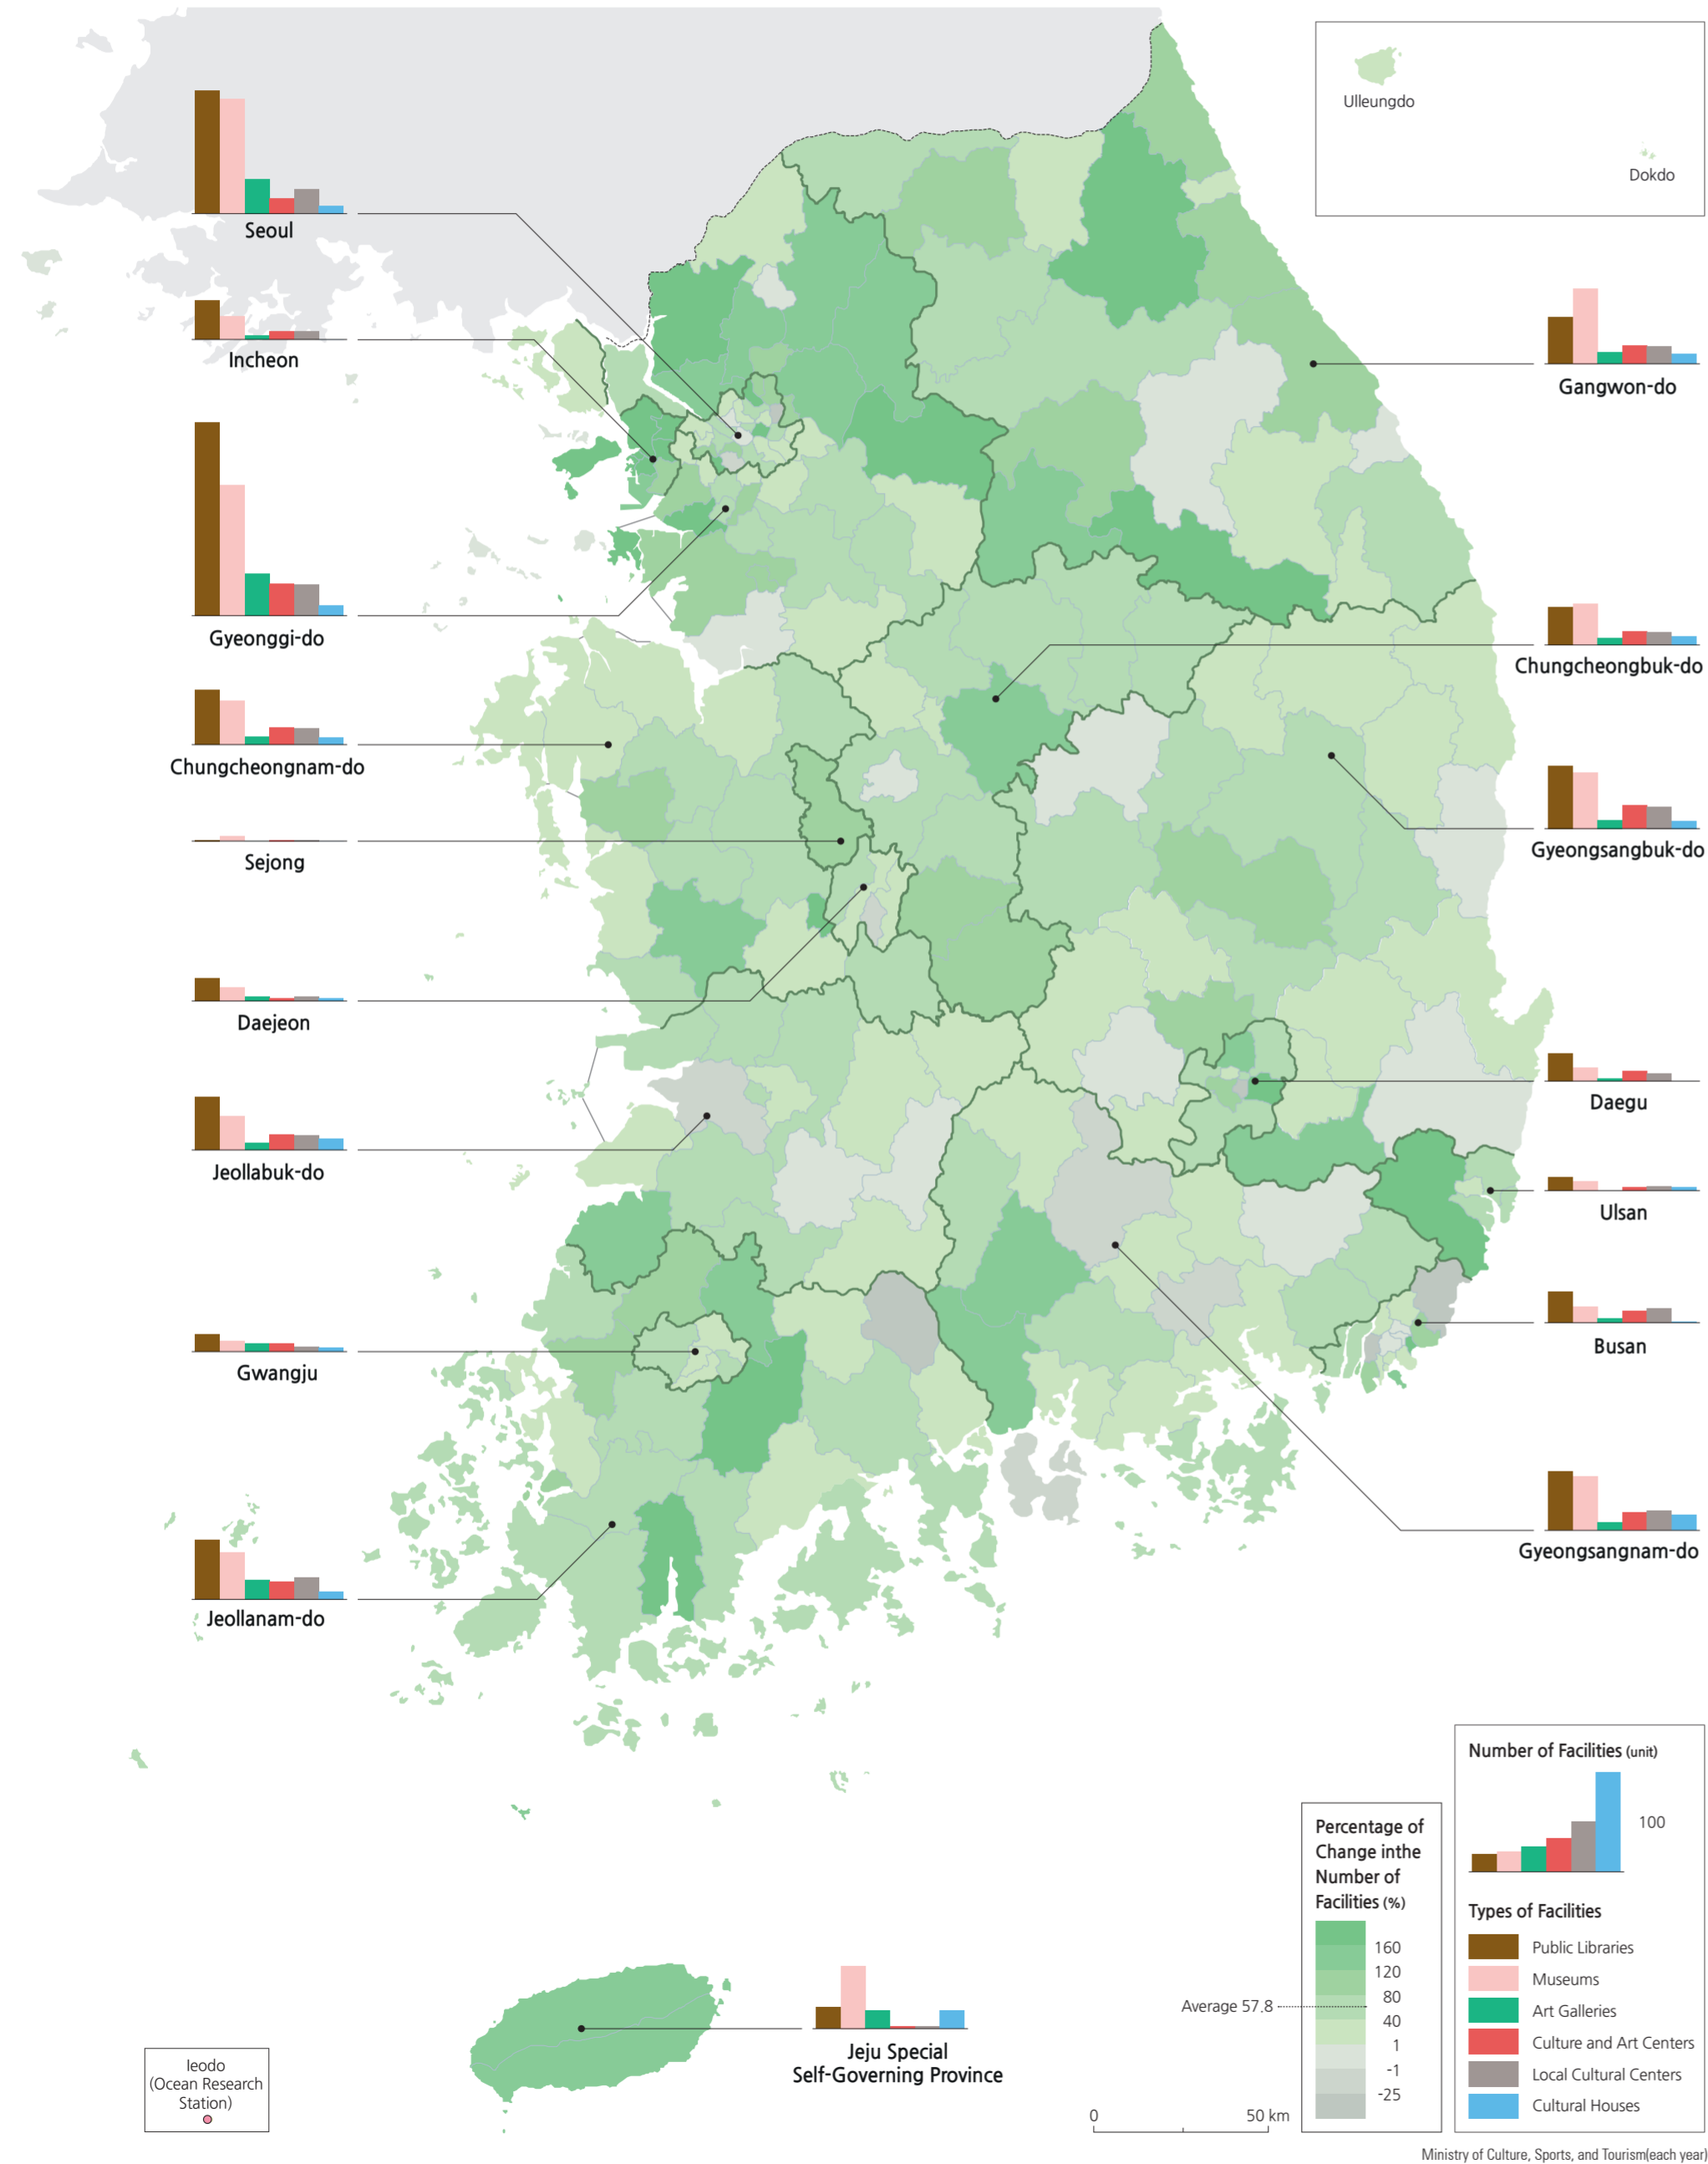 Ulleungdo
Dokdo
Seoul
Incheon
Gangwon-do
Gyeonggi-do
Chungcheongbuk-do
Chungcheongnam-do
Gyeongsangbuk-do
Sejong
Daejeon
Daegu
Jeollabuk-do
Ulsan
Busan
Gwangju
Gyeongsangnam-do
Jeollanam-do
Jeju Special
Self-Governing Province
Ieodo
(Ocean Research
Station)
0
50 km
Percentage of
Change inthe
Number of
Facilities (%)
160
120
80
Average 57.8
40
1
-1
-25
Number of Facilities (unit)
100
Types of Facilities
Public Libraries
Museums
Art Galleries
Culture and Art Centers
Local Cultural Centers
Cultural Houses
Ministry of Culture, Sports, and Tourism(each year)